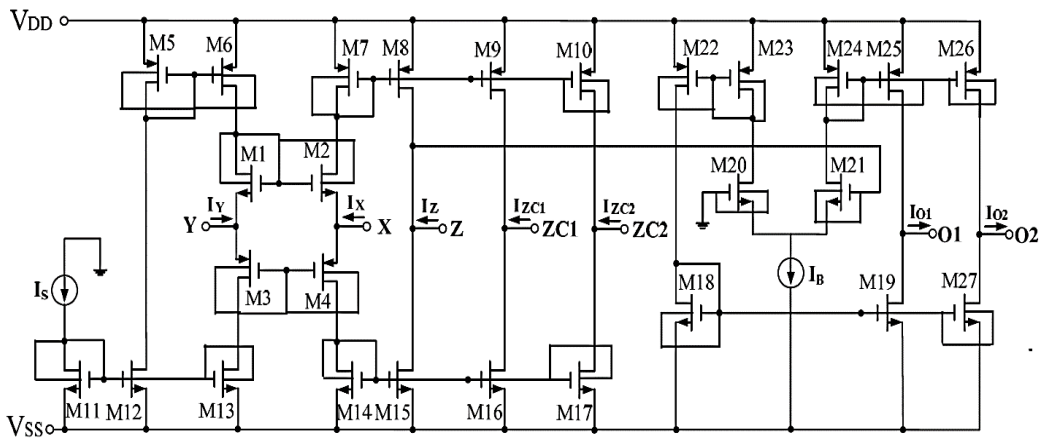 VDD
M5 M6 M7 M8 M9 M10 M22 M23 M24 M25 M26
M1 M2 M20 M21
IY IX IZ IZC1 IZC2 IO1 IO2
Y X Z ZC1 ZC2 O1 O2
IS M3 M4 M18 IB M19 M27
M11 M12 M13 M14 M15 M16 M17
VSS